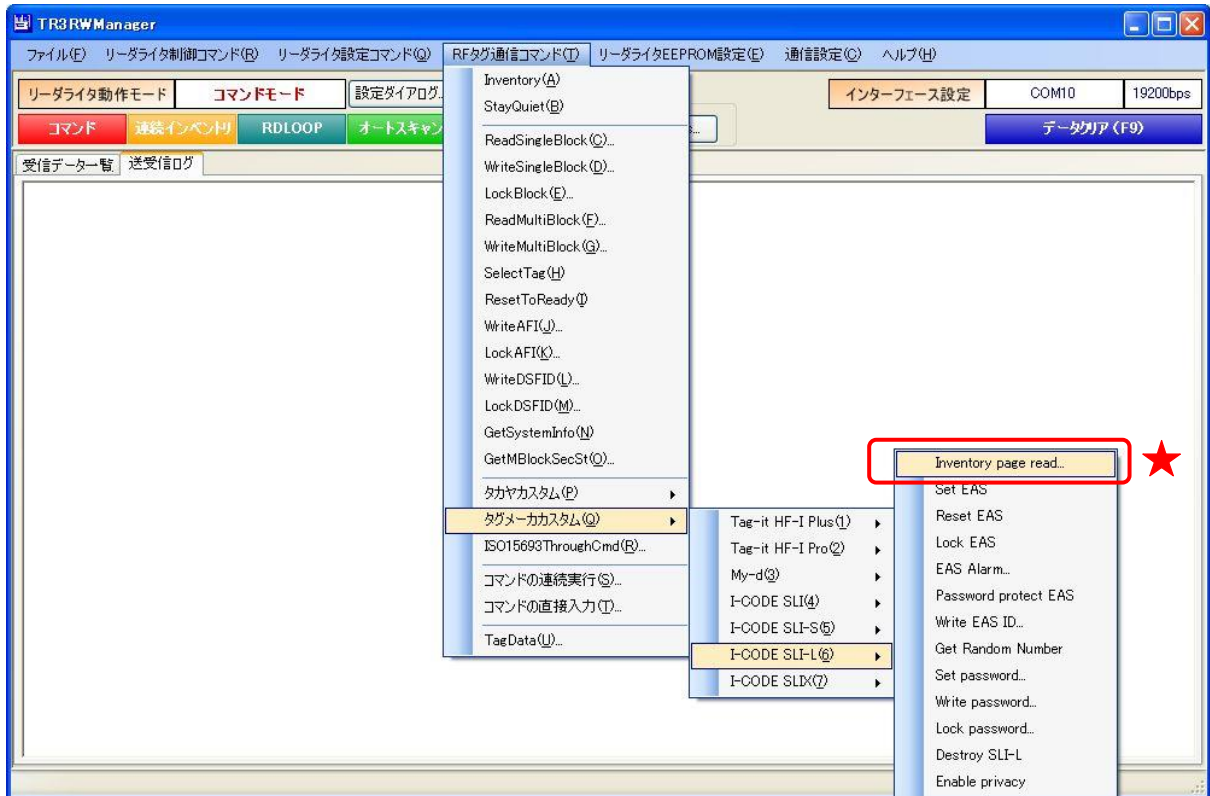 TR3RWManager
ファイル(F) リーダライタ制御コマンド(R) リーダライタ設定コマンド(Q) RFタグ通信コマンド(T) リーダライタEEPROM設定(E) 通信設定(C) ヘルプ(H)
リーダライタ動作モード コマンドモード 設定ダイアログ インターフェース設定 COM10 19200bps
コマンド 連続インベントリ RDLOOP オートスキャン データクリア (F9)
受信データ一覧 送受信ログ
Inventory(A)
StayQuiet(B)
ReadSingleBlock(C)...
WriteSingleBlock(D)...
LockBlock(E)...
ReadMultiBlock(F)...
WriteMultiBlock(G)...
SelectTag(H)
ResetToReady(I)
WriteAFI(J)...
LockAFI(K)...
WriteDSFID(L)...
LockDSFID(M)...
GetSystemInfo(N)
GetMBlockSecSt(O)...
タカヤカスタム(P)
タグメーカカスタム(Q)
ISO15693ThroughCmd(R)...
コマンドの連続実行(S)...
コマンドの直接入力(T)...
TagData(U)...
Tag-it HF-I Plus(1)
Tag-it HF-I Pro(2)
My-d(3)
I-CODE SLI(4)
I-CODE SLI-S(5)
I-CODE SLI-L(6)
I-CODE SLIX(7)
Inventory page read...
Set EAS
Reset EAS
Lock EAS
EAS Alarm...
Password protect EAS
Write EAS ID...
Get Random Number
Set password...
Write password...
Lock password...
Destroy SLI-L
Enable privacy